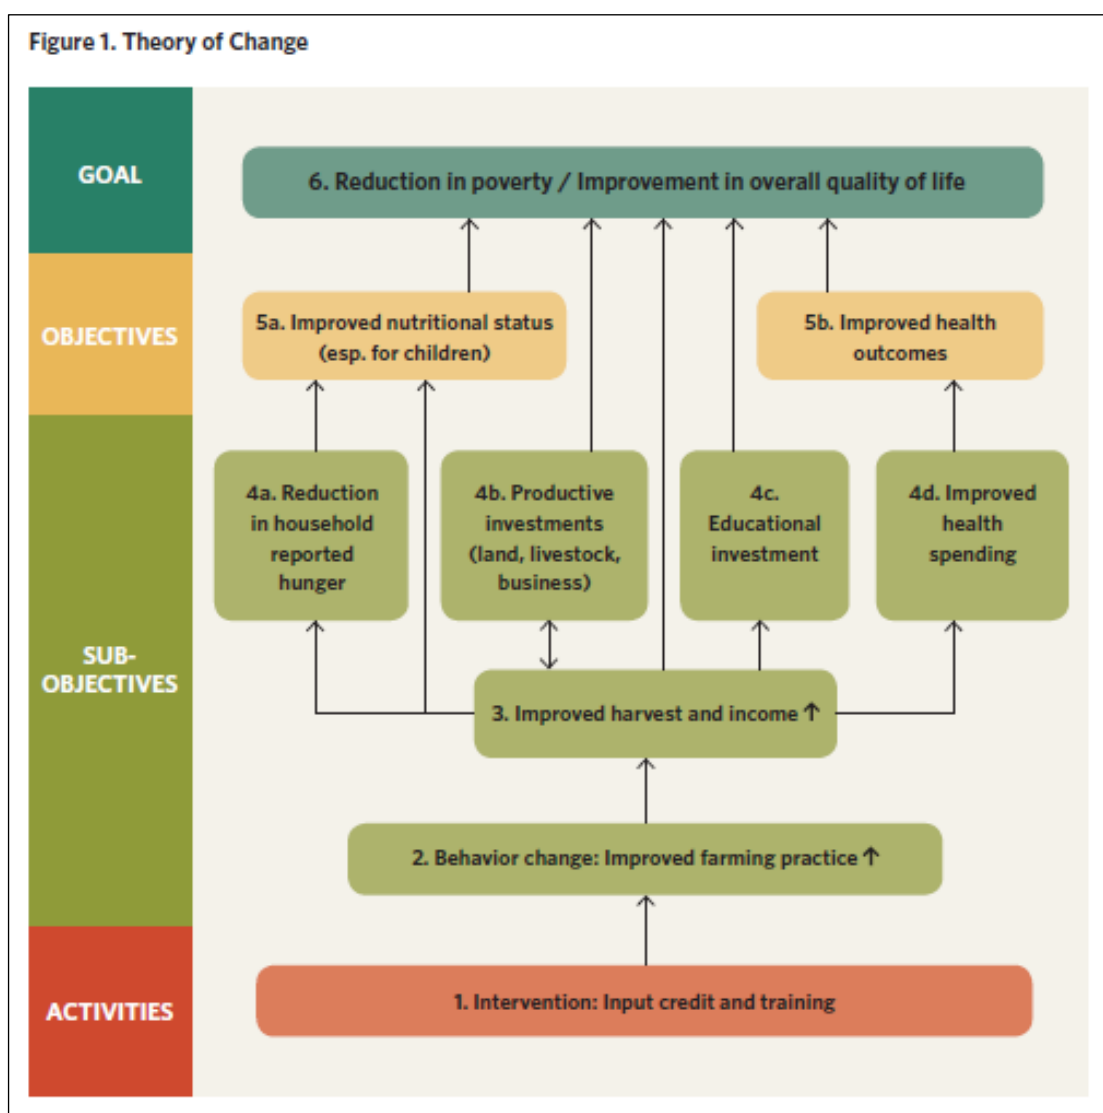 Figure 1. Theory of Change
GOAL
6. Reduction in poverty / Improvement in overall quality of life
OBJECTIVES
5a. Improved nutritional status
(esp. for children)
5b. Improved health
outcomes
SUB-
OBJECTIVES
4a. Reduction
in household
reported
hunger
4b. Productive
investments
(land, livestock,
business)
4c.
Educational
investment
4d. Improved
health
spending
3. Improved harvest and income ↑
2. Behavior change: Improved farming practice ↑
ACTIVITIES
1. Intervention: Input credit and training